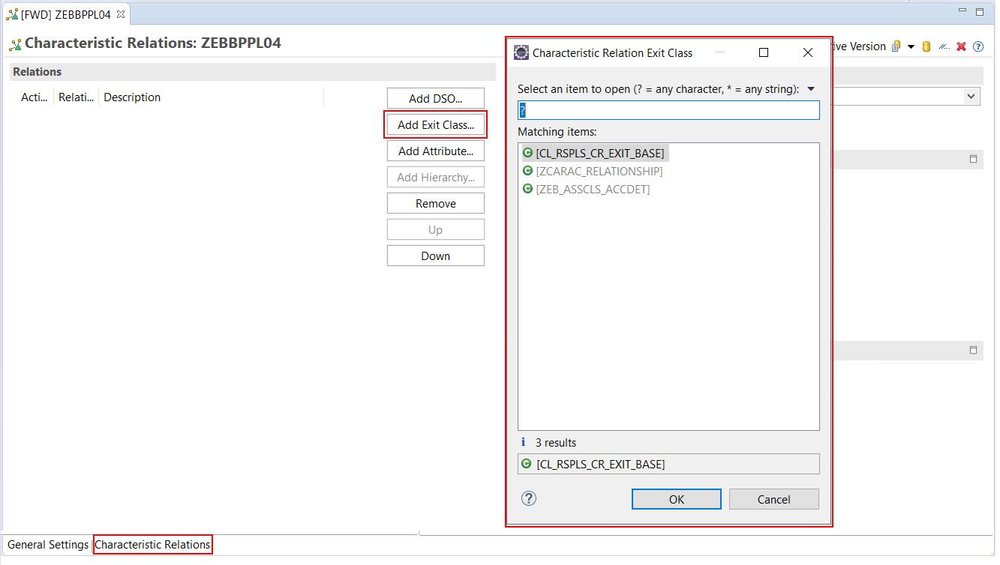 [FWD] ZEBBPPL04
Characteristic Relations: ZEBBPPL04
Relations
Acti... Relati... Description
Add DSO...
Add Exit Class...
Add Attribute...
Add Hierarchy...
Remove
Up
Down
General Settings Characteristic Relations
Characteristic Relation Exit Class
Select an item to open (? = any character, * = any string):
?
Matching items:
[CL_RSPLS_CR_EXIT_BASE]
[ZCARAC_RELATIONSHIP]
[ZEB_ASSCLS_ACCDET]
3 results
[CL_RSPLS_CR_EXIT_BASE]
OK Cancel
ive Version